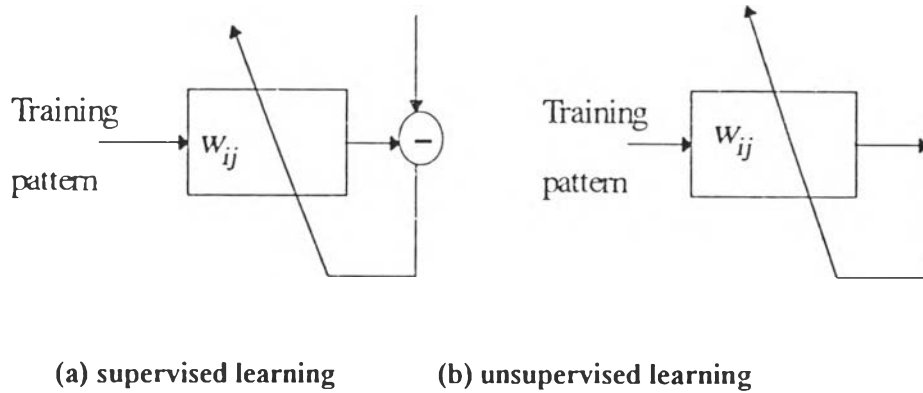 Training
pattern
w_ij
−
Training
pattern
w_ij
(a) supervised learning
(b) unsupervised learning